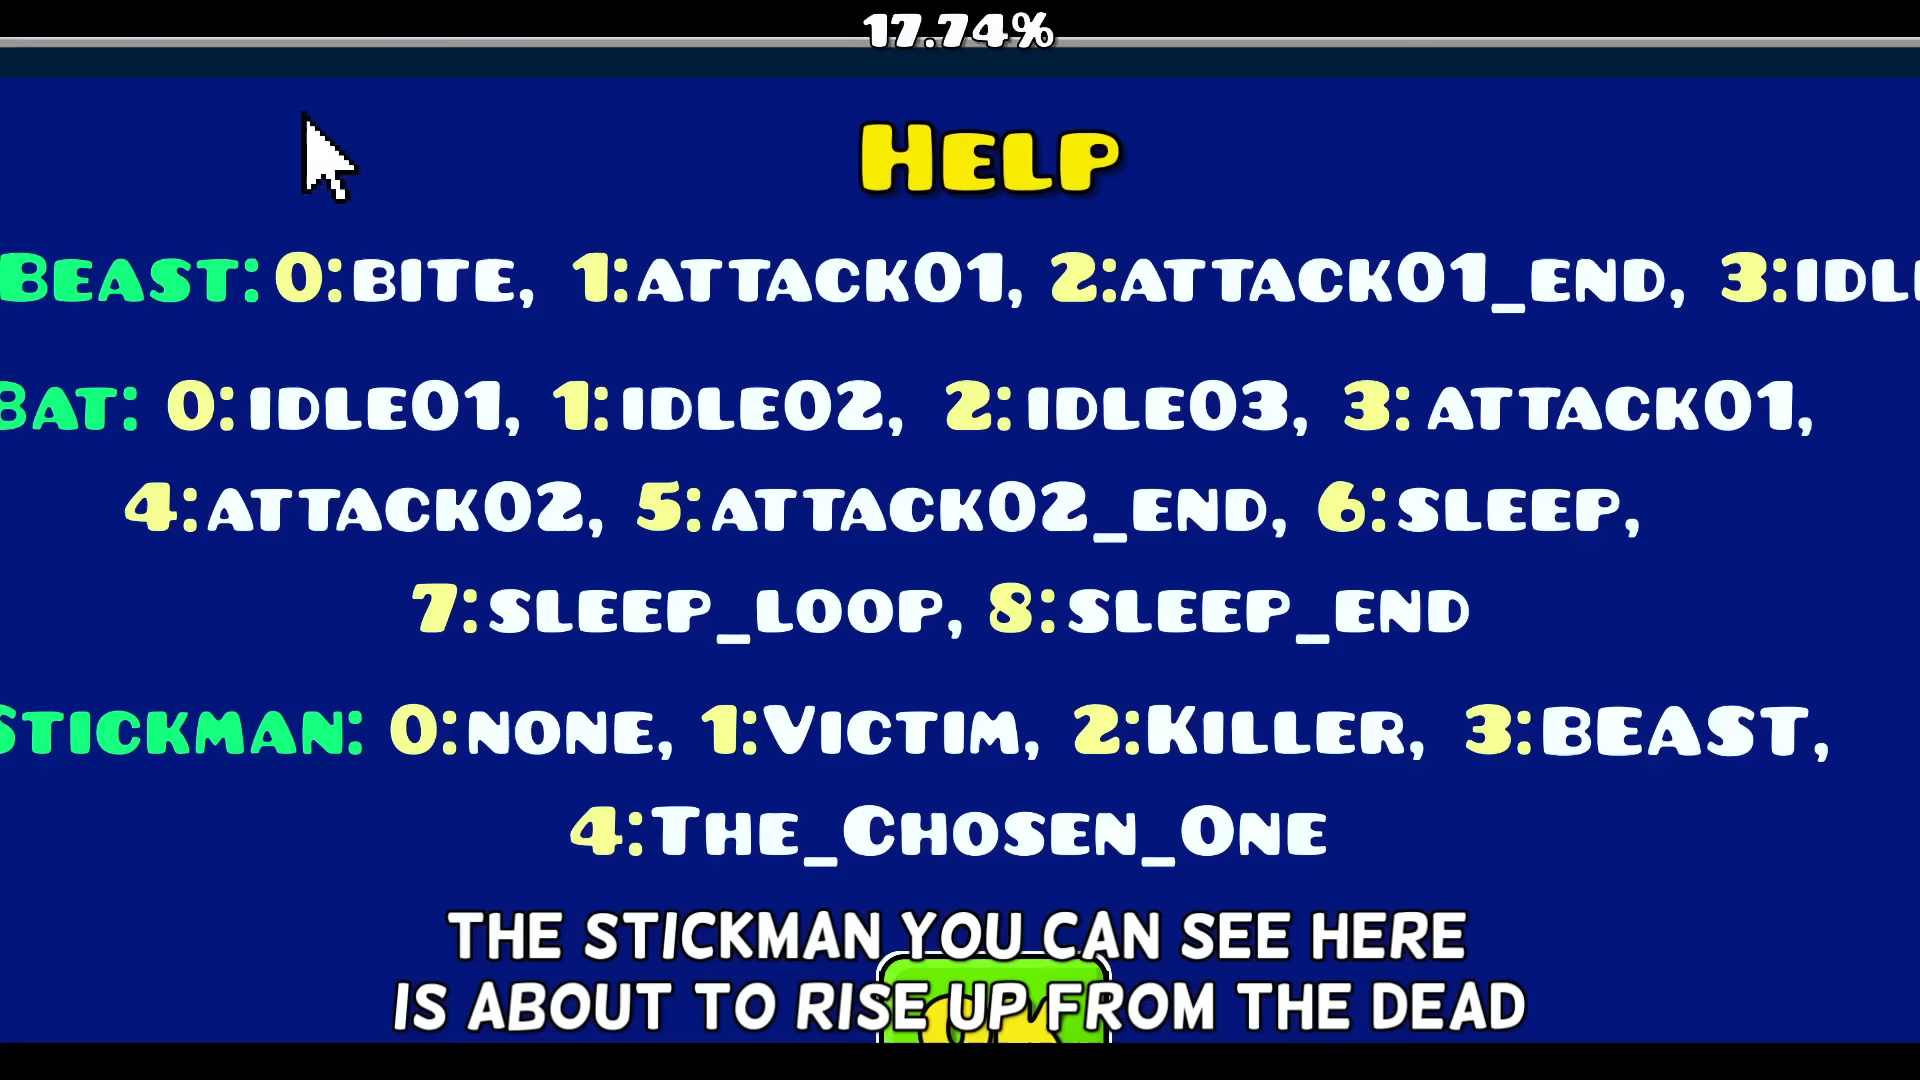 17.74%
Help
Beast: 0:bite, 1:attack01, 2:attack01_end, 3:idl
Bat: 0:idle01, 1:idle02, 2:idle03, 3:attack01,
4:attack02, 5:attack02_end, 6:sleep,
7:sleep_loop, 8:sleep_end
Stickman: 0:none, 1:Victim, 2:Killer, 3:BEAST,
4:The_Chosen_One
THE STICKMAN YOU CAN SEE HERE
IS ABOUT TO RISE UP FROM THE DEAD